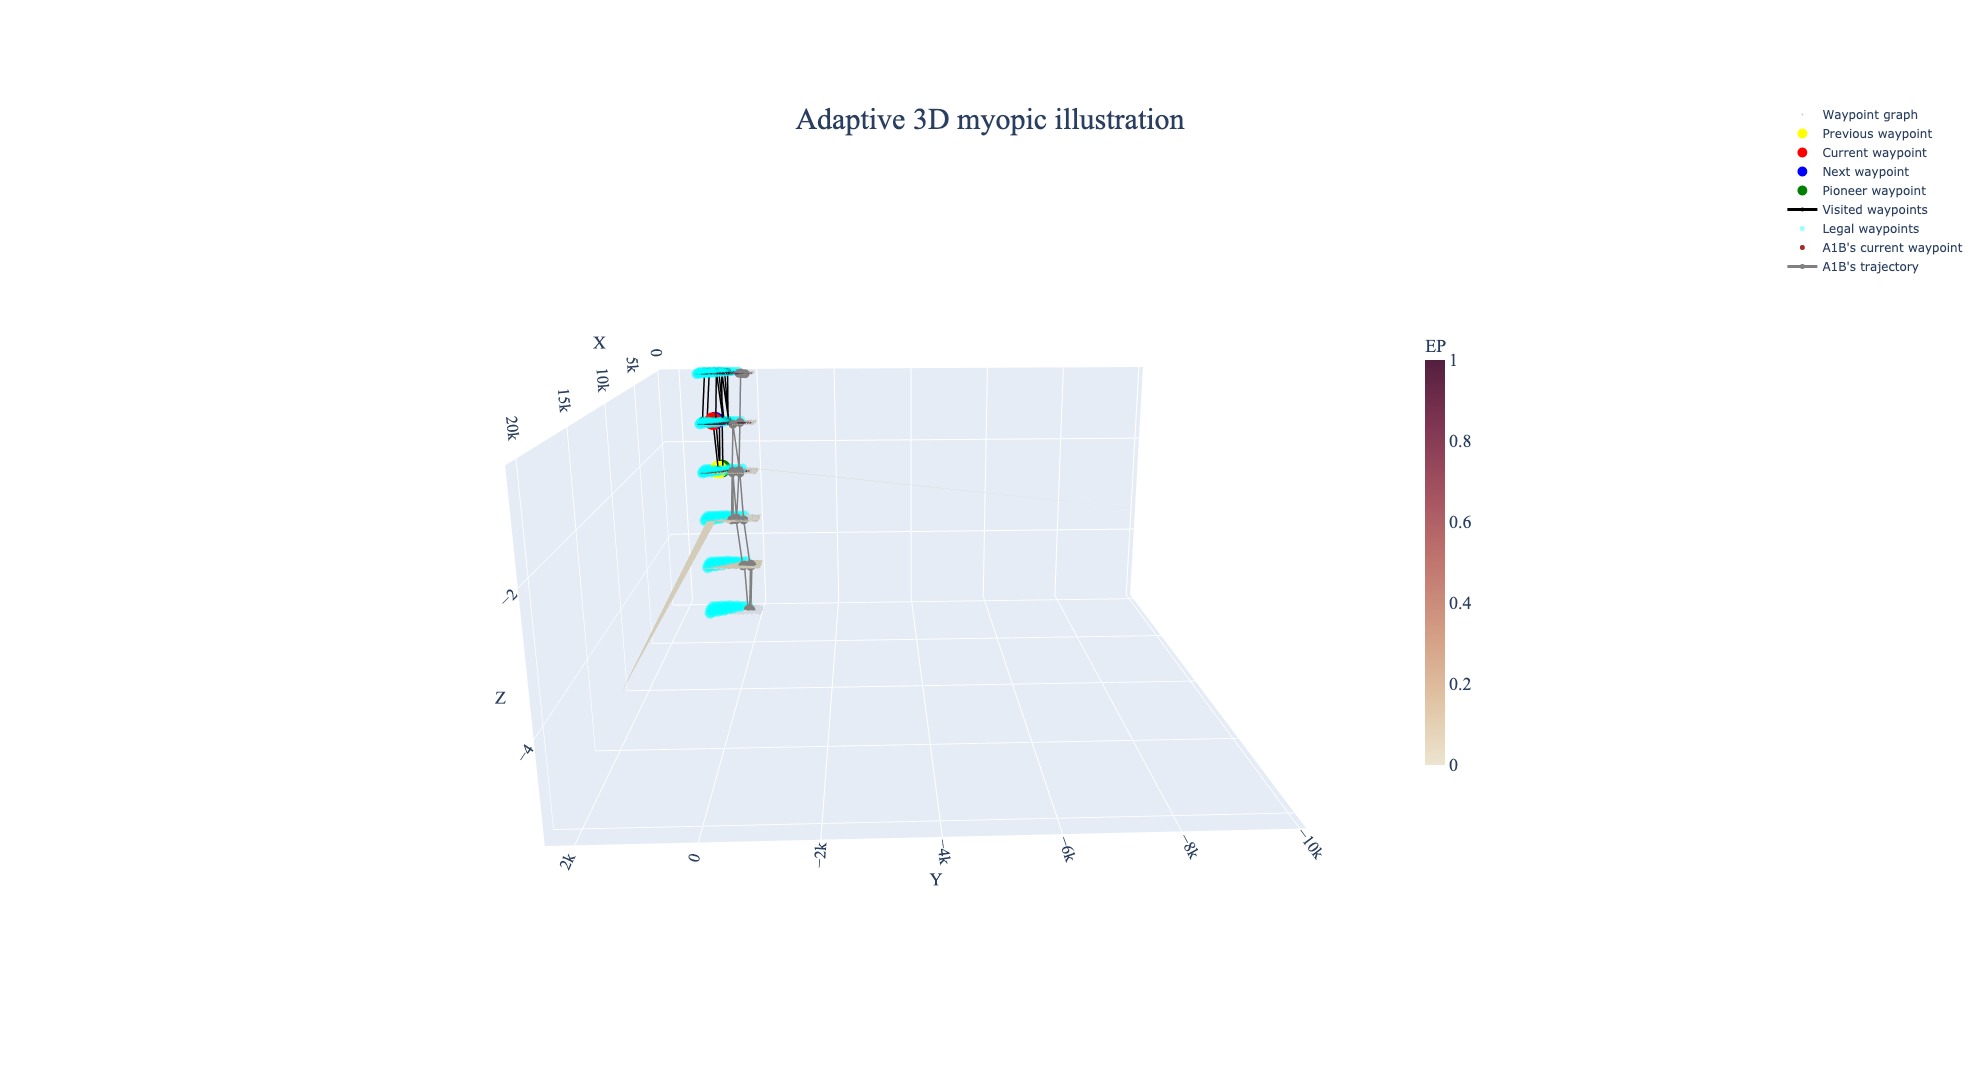 Adaptive 3D myopic illustration
Waypoint graph
Previous waypoint
Current waypoint
Next waypoint
Pioneer waypoint
Visited waypoints
Legal waypoints
A1B's current waypoint
A1B's trajectory
X
0
5k
10k
15k
20k
−2
Z
−4
2k
0
−2k
−4k
−6k
−8k
−10k
Y
EP
1
0.8
0.6
0.4
0.2
0